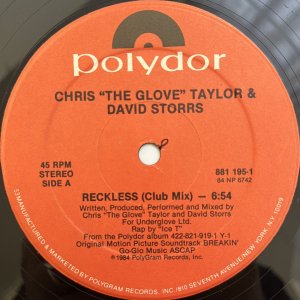 polydor
CHRIS "THE GLOVE" TAYLOR &
DAVID STORRS
45 RPM
STEREO
SIDE A
881 195-1
84 NP 6742
RECKLESS (Club Mix) — 6:54
Written, Produced, Performed and Mixed by
Chris "The Glove" Taylor and David Storrs
For Underglove Ltd.
Rap by "Ice T"
From the Polydor album 422-821-919-1 Y-1
Original Motion Picture Soundtrack BREAKIN'
Go-Glo Music ASCAP
℗ 1984 PolyGram Records, Inc.
MANUFACTURED & MARKETED BY POLYGRAM RECORDS, INC./810 SEVENTH AVENUE/NEW YORK, N.Y. 10019